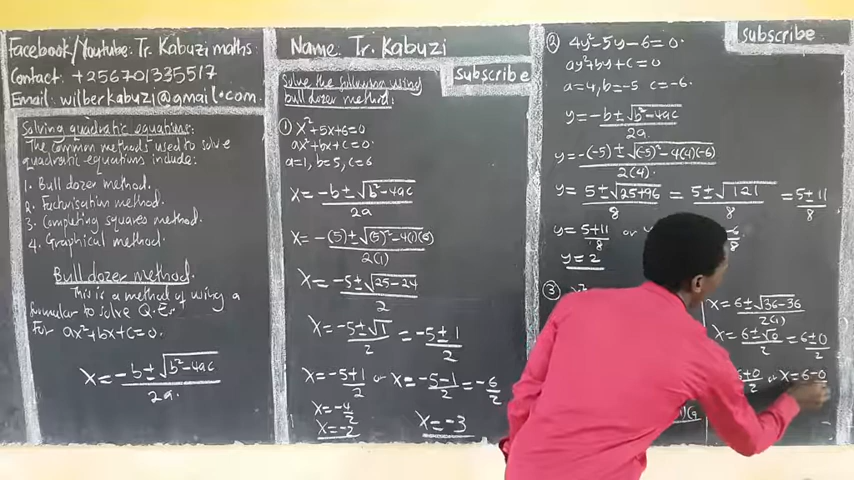 Facebook/Youtube: Tr. Kabuzi maths
Contact: +256701335517
Email: wilberkabuzi@gmail.com
Solving quadratic equations:
The common methods used to solve
quadratic equations include:
1. Bull dozer method.
2. Factorisation method.
3. Completing squares method.
4. Graphical method.
Bull dozer method.
This is a method of using a
formular to solve Q.E.
For ax²+bx+c=0.
x = -b±√b²-4ac / 2a.
Name: Tr. Kabuzi
Subscribe
Solve the following using
bull dozer method.
① x²+5x+6=0
ax²+bx+c=0.
a=1, b=5, c=6
x = -b±√b²-4ac / 2a
x = -(5)±√(5)²-4(1)(6) / 2(1)
x = -5±√25-24 / 2
x = -5±√1 / 2 = -5±1 / 2
x = -5+1 / 2 or x = -5-1 / 2 = -6 / 2
x = -4 / 2
x = -2
x = -3
Subscribe
② 4y²-5y-6=0.
ay²+by+c=0
a=4, b=-5 c=-6.
y = -b±√b²-4ac / 2a.
y = -(-5)±√(-5)²-4(4)(-6) / 2(4).
y = 5±√25+96 / 8 = 5±√121 / 8 = 5±11 / 8
y = 5+11 / 8 or
y = 2
③
x = 6±√36-36 / 2(1)
x = 6±√0 / 2 = 6±0 / 2
or x = 6-0